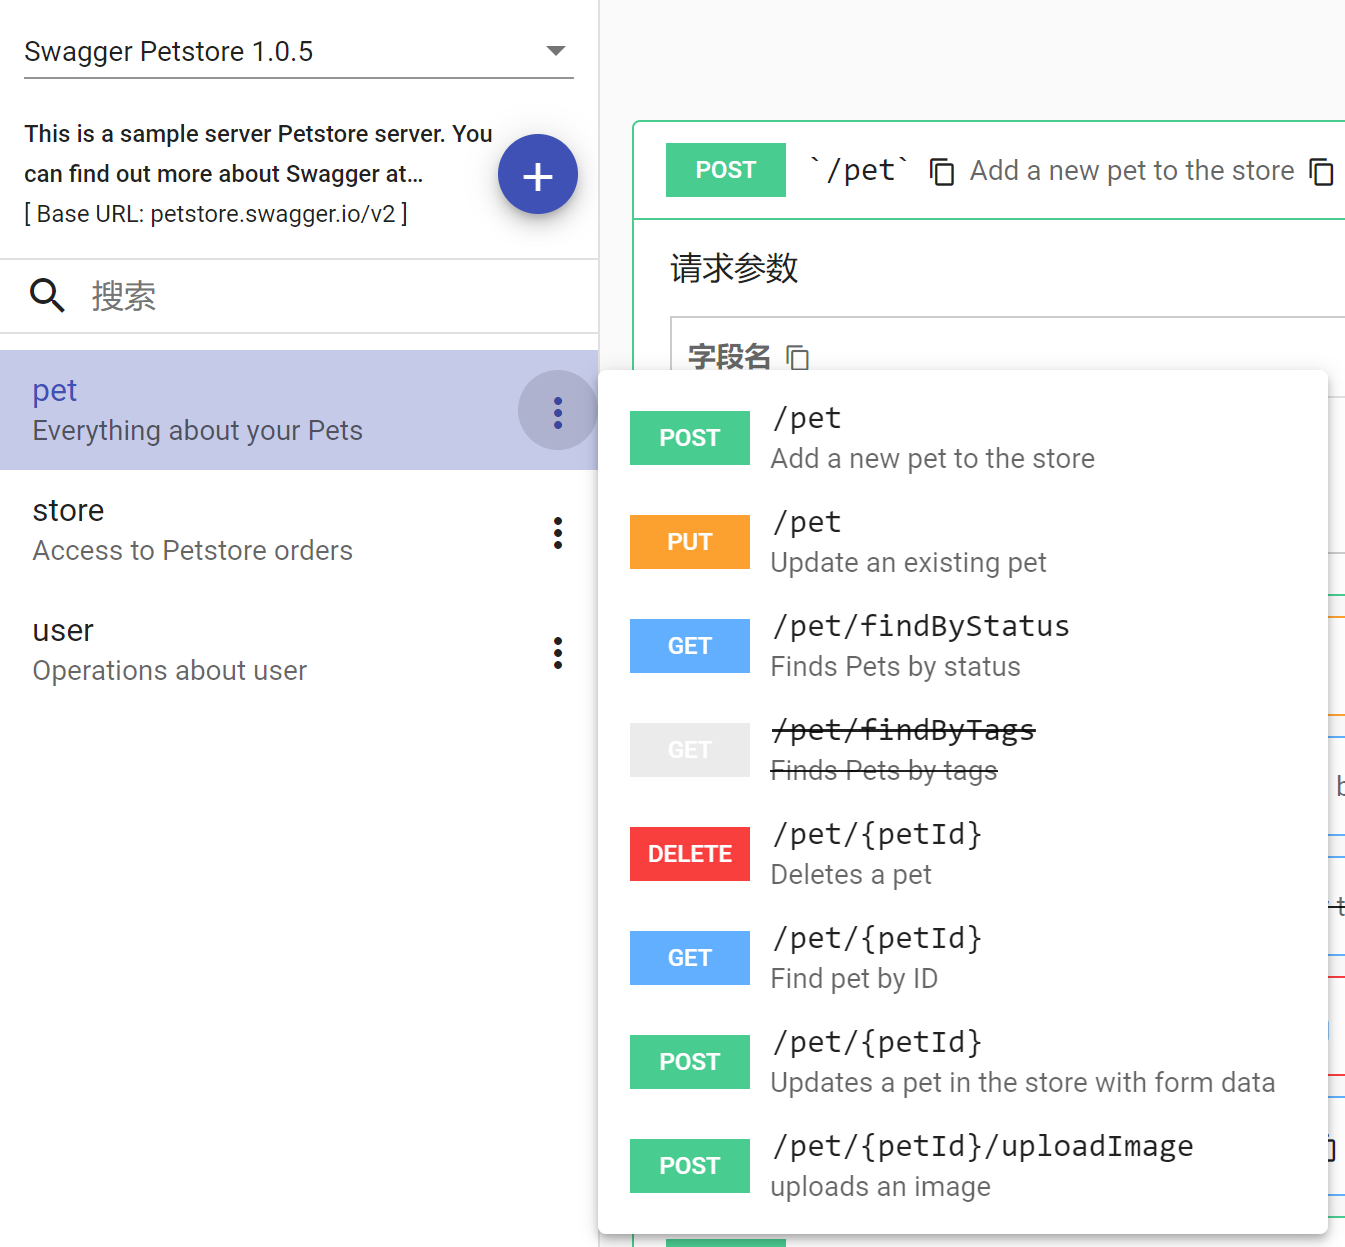 Swagger Petstore 1.0.5
This is a sample server Petstore server. You
can find out more about Swagger at...
[ Base URL: petstore.swagger.io/v2 ]
搜索
pet
Everything about your Pets
store
Access to Petstore orders
user
Operations about user
POST `/pet` Add a new pet to the store
请求参数
字段名
POST /pet
Add a new pet to the store
PUT /pet
Update an existing pet
GET /pet/findByStatus
Finds Pets by status
GET /pet/findByTags
Finds Pets by tags
DELETE /pet/{petId}
Deletes a pet
GET /pet/{petId}
Find pet by ID
POST /pet/{petId}
Updates a pet in the store with form data
POST /pet/{petId}/uploadImage
uploads an image